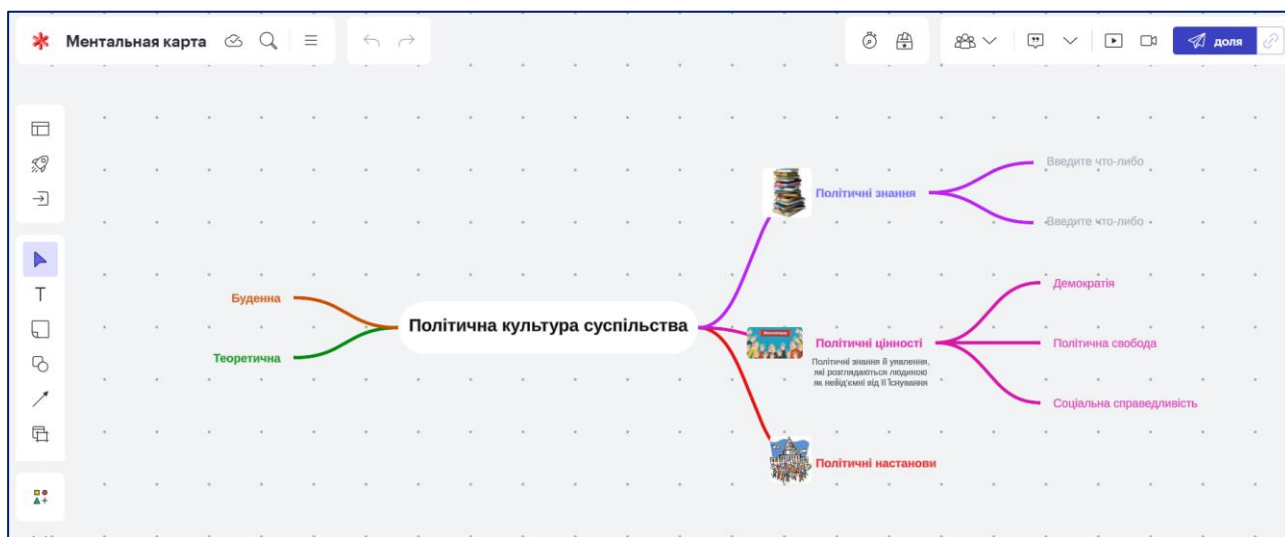 Ментальная карта
доля
Введите что-либо
Політичні знання
Введите что-либо
Демократія
Буденна
Політична культура суспільства
Політичні цінності
Політична свобода
Теоретична
Політичні знання й уявлення,
які розглядаються людиною
як невід'ємні від її існування
Соціальна справедливість
Політичні настанови